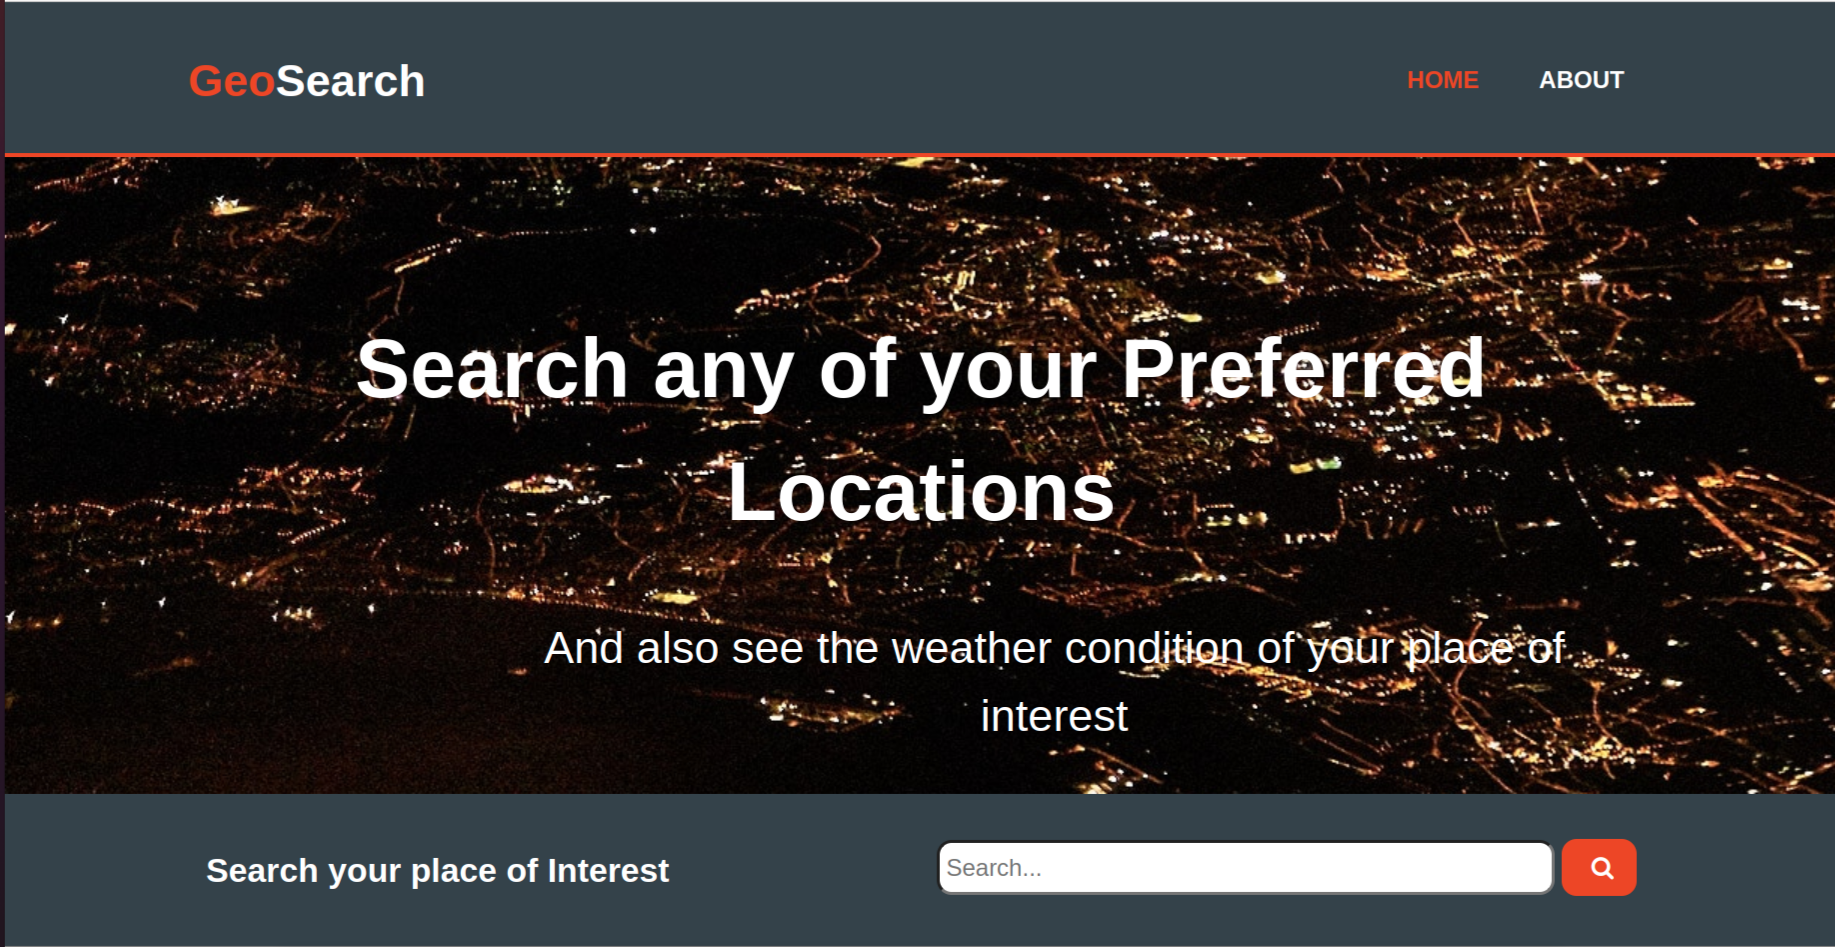 GeoSearch
HOME
ABOUT
Search any of your Preferred
Locations
And also see the weather condition of your place of
interest
Search your place of Interest
Search...